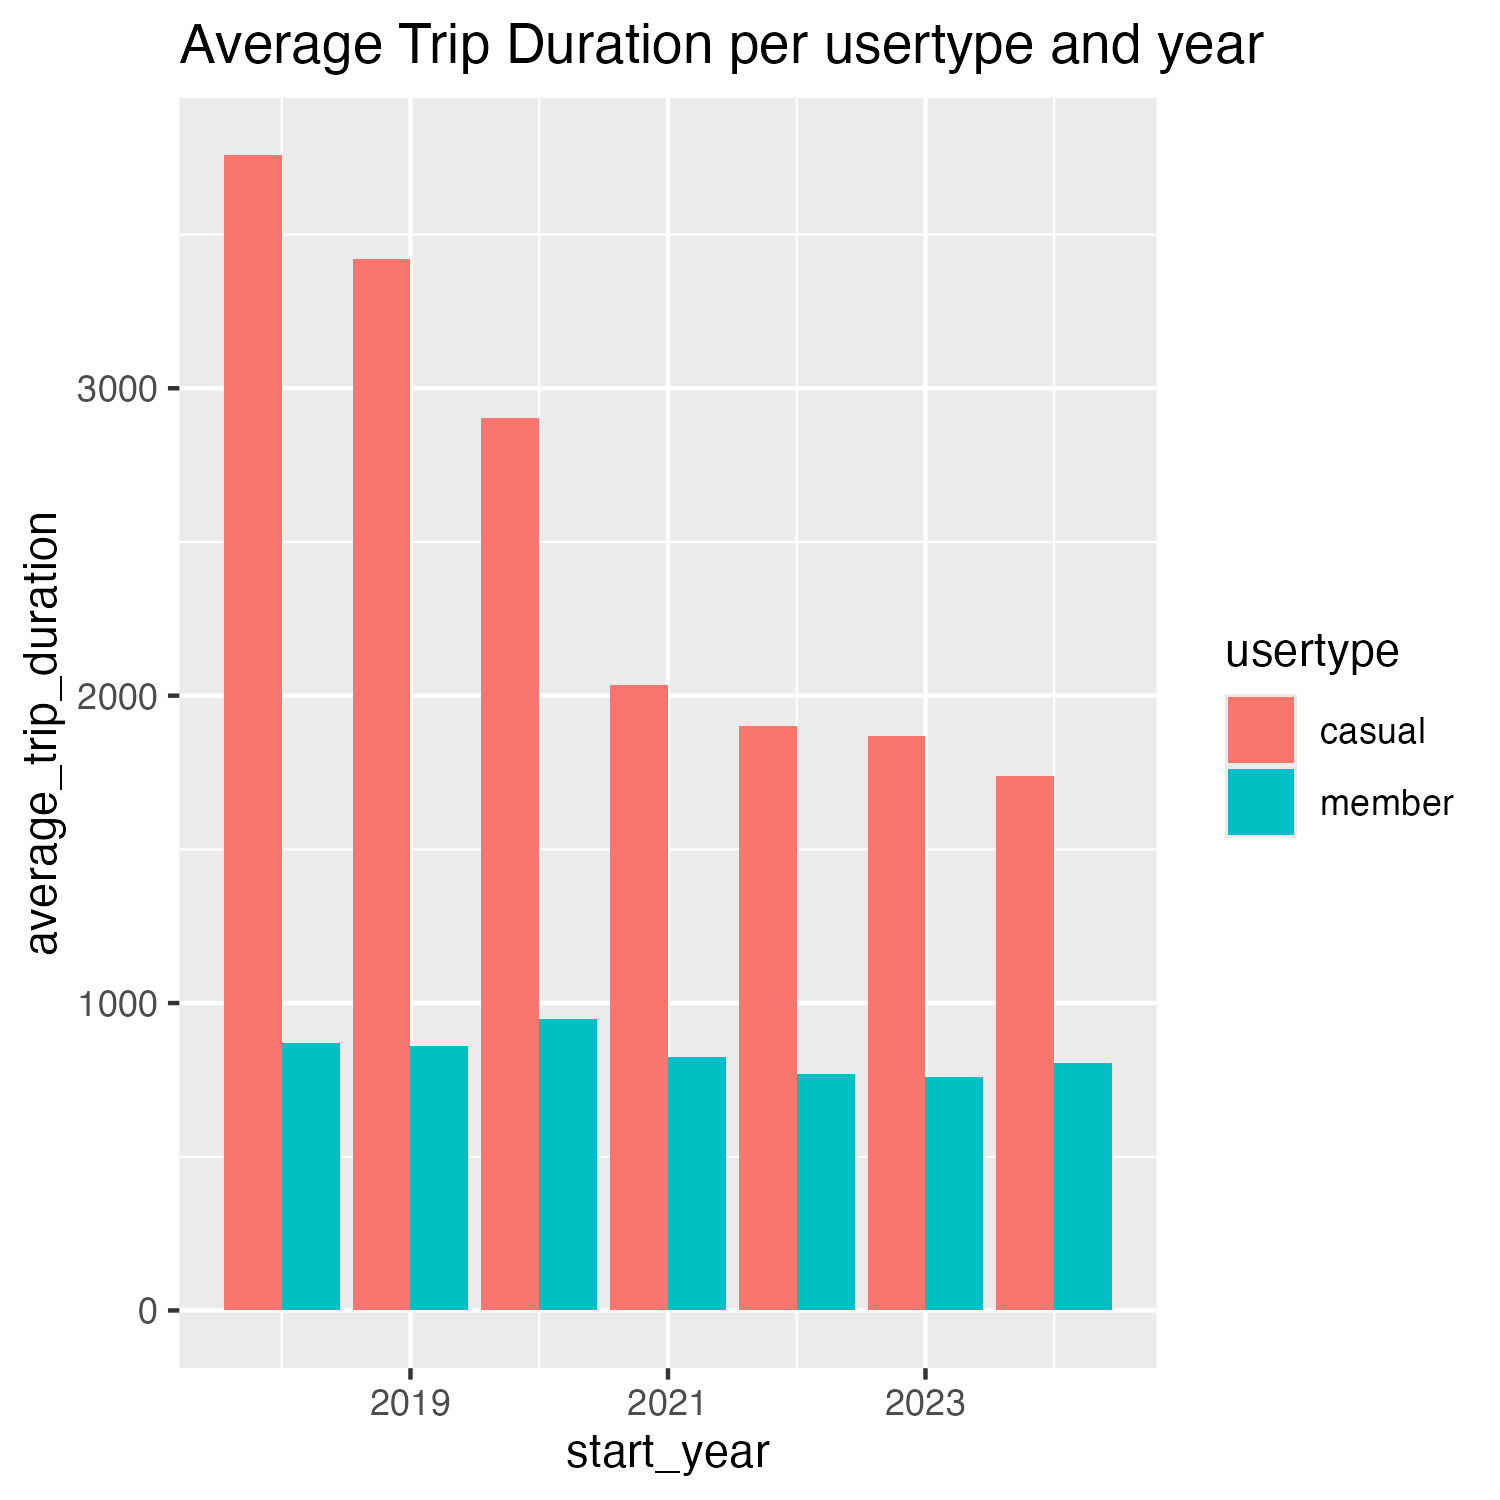 Average Trip Duration per usertype and year
average_trip_duration
3000
2000
1000
0
2019
2021
2023
start_year
usertype
casual
member